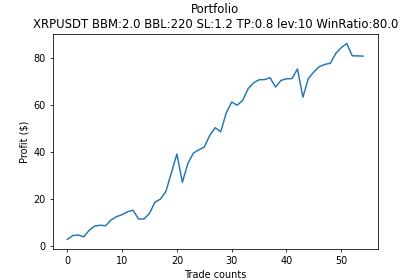 Portfolio
XRPUSDT BBM:2.0 BBL:220 SL:1.2 TP:0.8 lev:10 WinRatio:80.0
80
60
40
20
0
Profit ($)
0 10 20 30 40 50
Trade counts